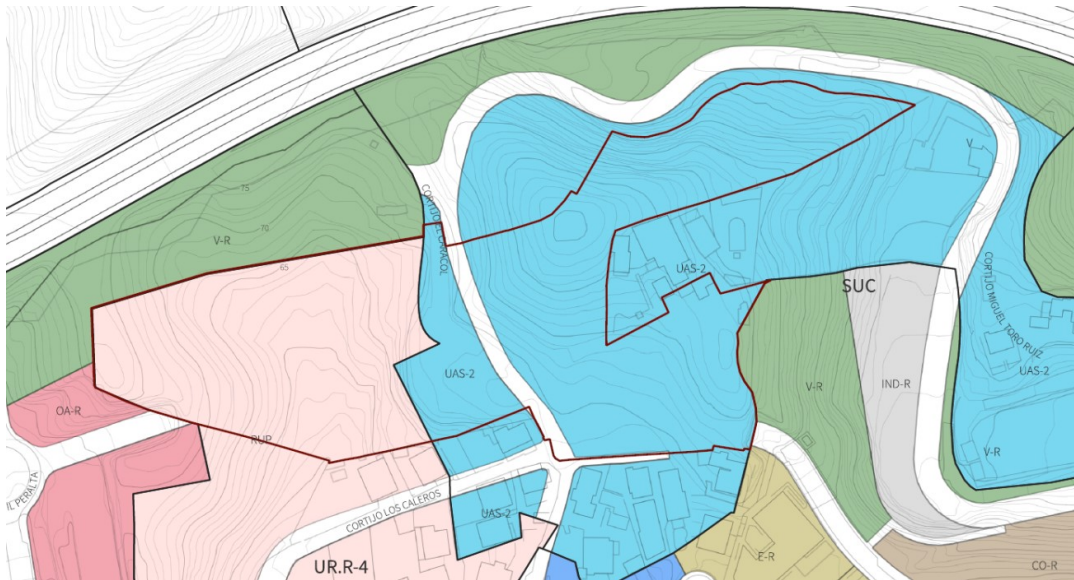 V
75
V-R
70
65
CORTIJO EL CARACOL
UAS-2
SUC
CORTIJO MIGUEL TORO RUIZ
UAS-2
UAS-2
V-R
IND-R
OA-R
RUP
V-R
IL PERALTA
CORTIJO LOS CALEROS
UAS-2
UR.R-4
E-R
CO-R